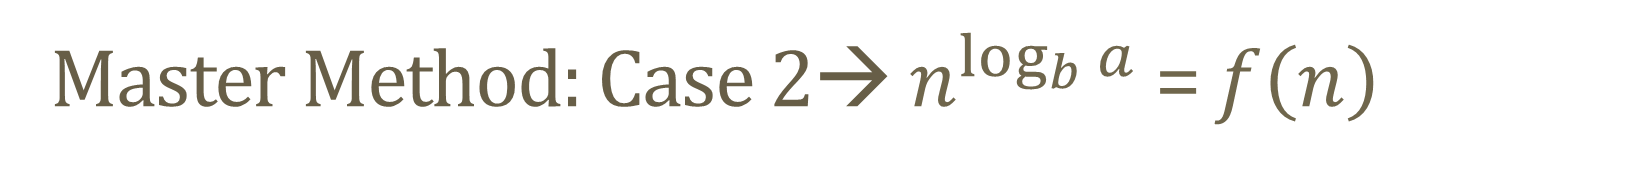 Master Method: Case 2→ $n^{\log_b a} = f(n)$